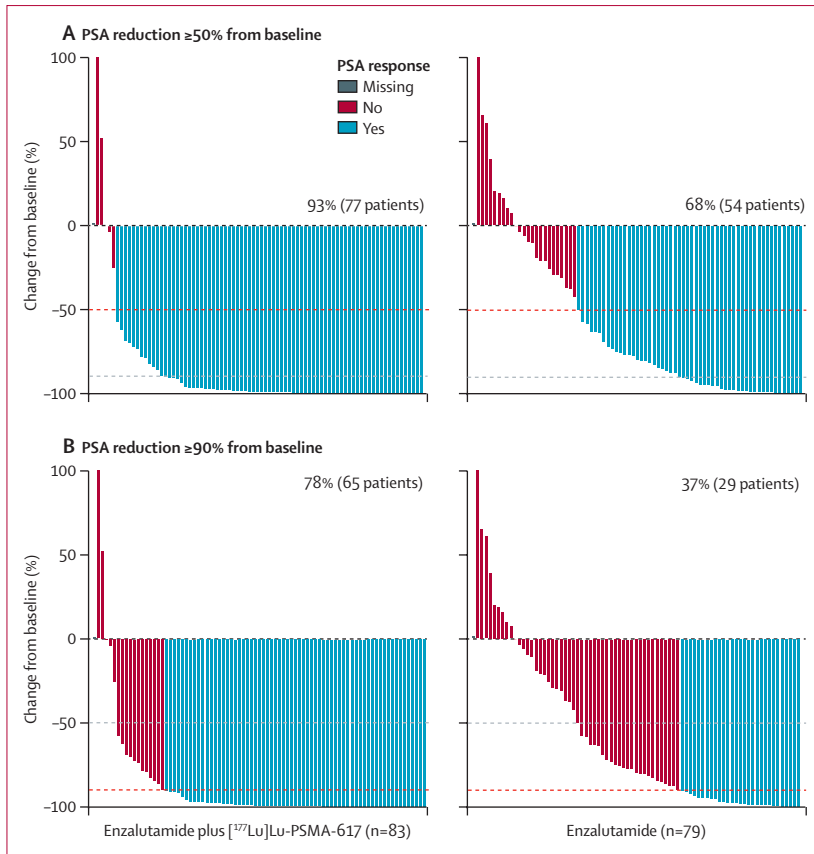 A PSA reduction ≥50% from baseline
PSA response
Missing
No
Yes
Change from baseline (%)
100
50
0
−50
−100
93% (77 patients)
68% (54 patients)
B PSA reduction ≥90% from baseline
Change from baseline (%)
100
50
0
−50
−100
78% (65 patients)
37% (29 patients)
Enzalutamide plus [¹⁷⁷Lu]Lu-PSMA-617 (n=83)
Enzalutamide (n=79)